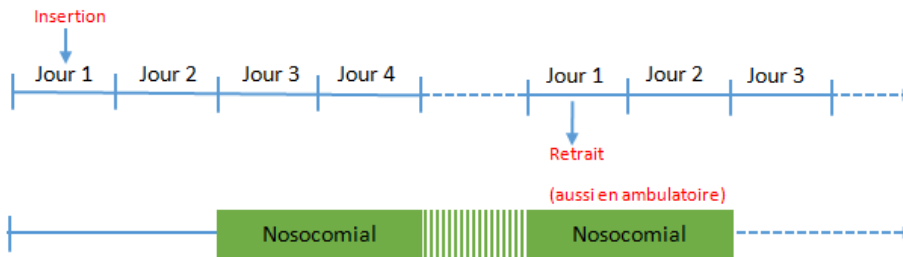 Insertion
Jour 1 Jour 2 Jour 3 Jour 4 Jour 1 Jour 2 Jour 3
Retrait
(aussi en ambulatoire)
Nosocomial Nosocomial